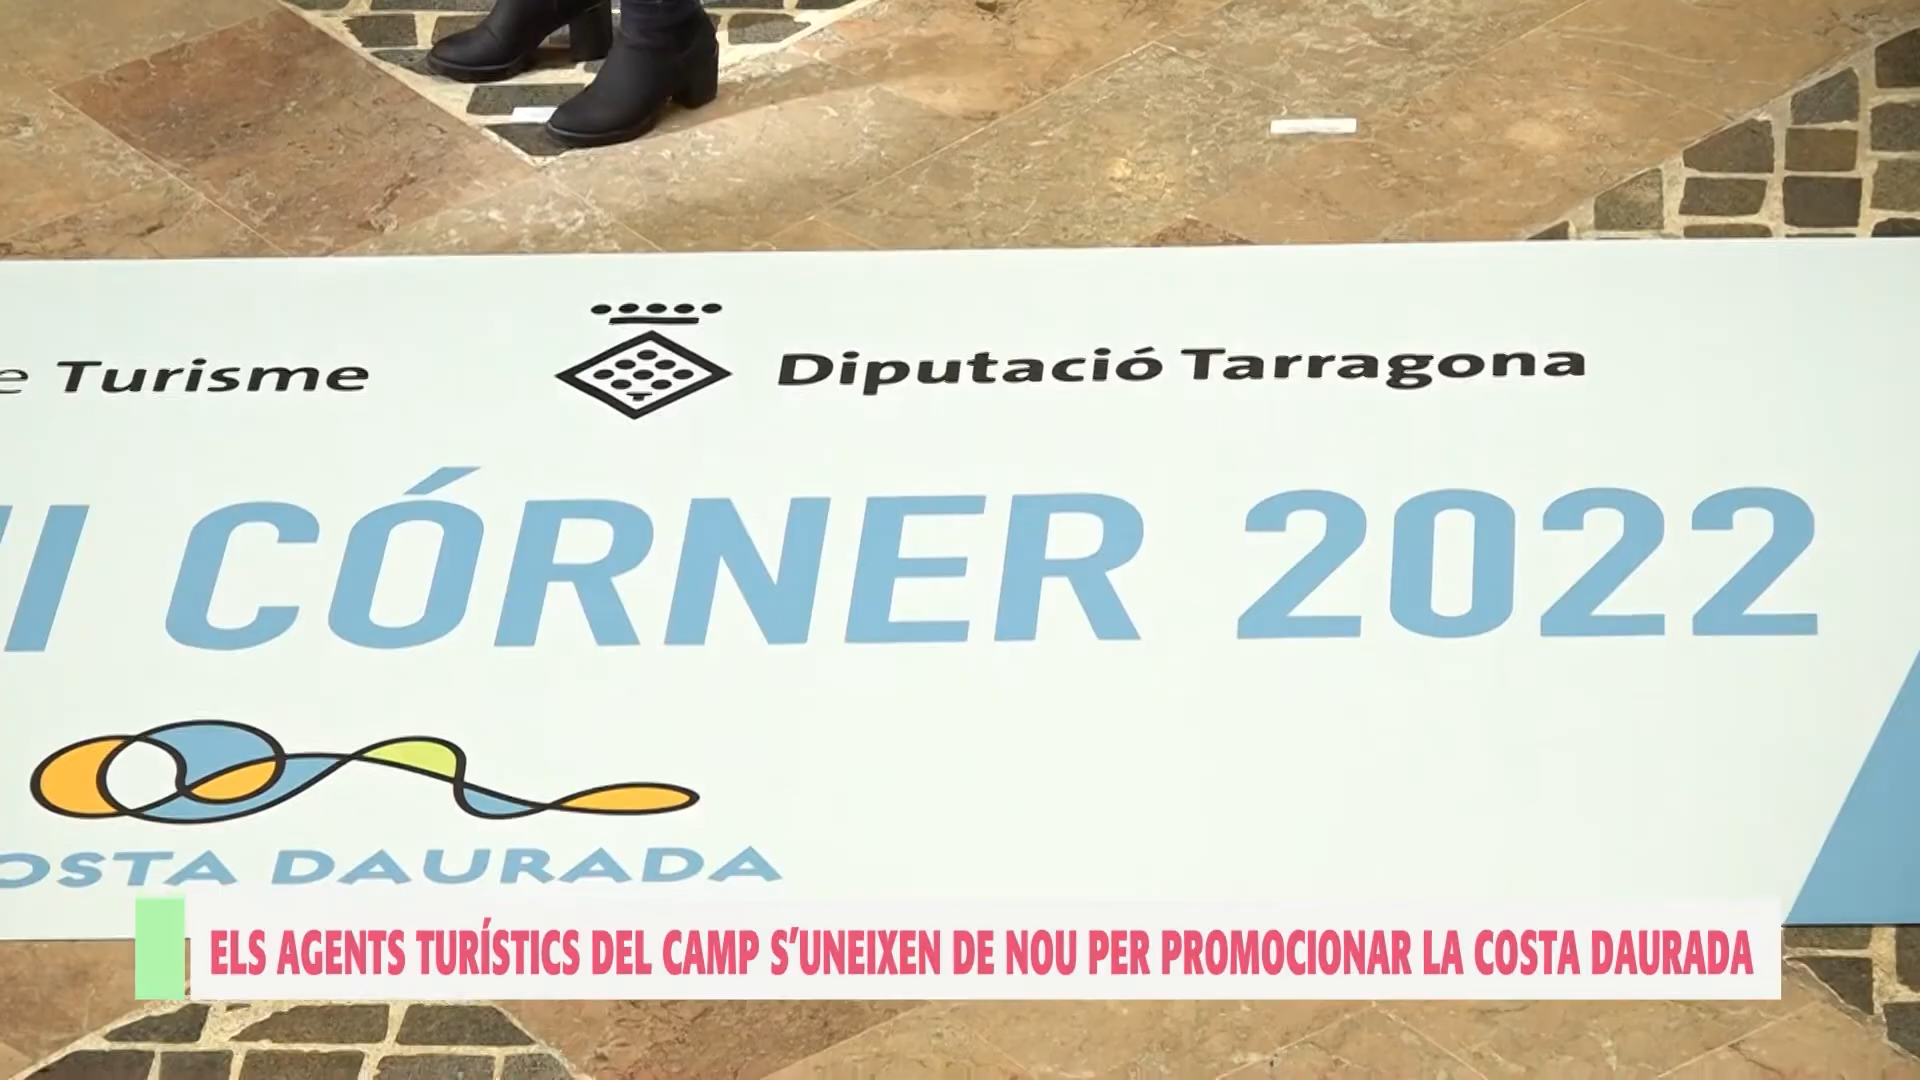 e Turisme
Diputació Tarragona
I CÓRNER 2022
OSTA DAURADA
ELS AGENTS TURÍSTICS DEL CAMP S'UNEIXEN DE NOU PER PROMOCIONAR LA COSTA DAURADA